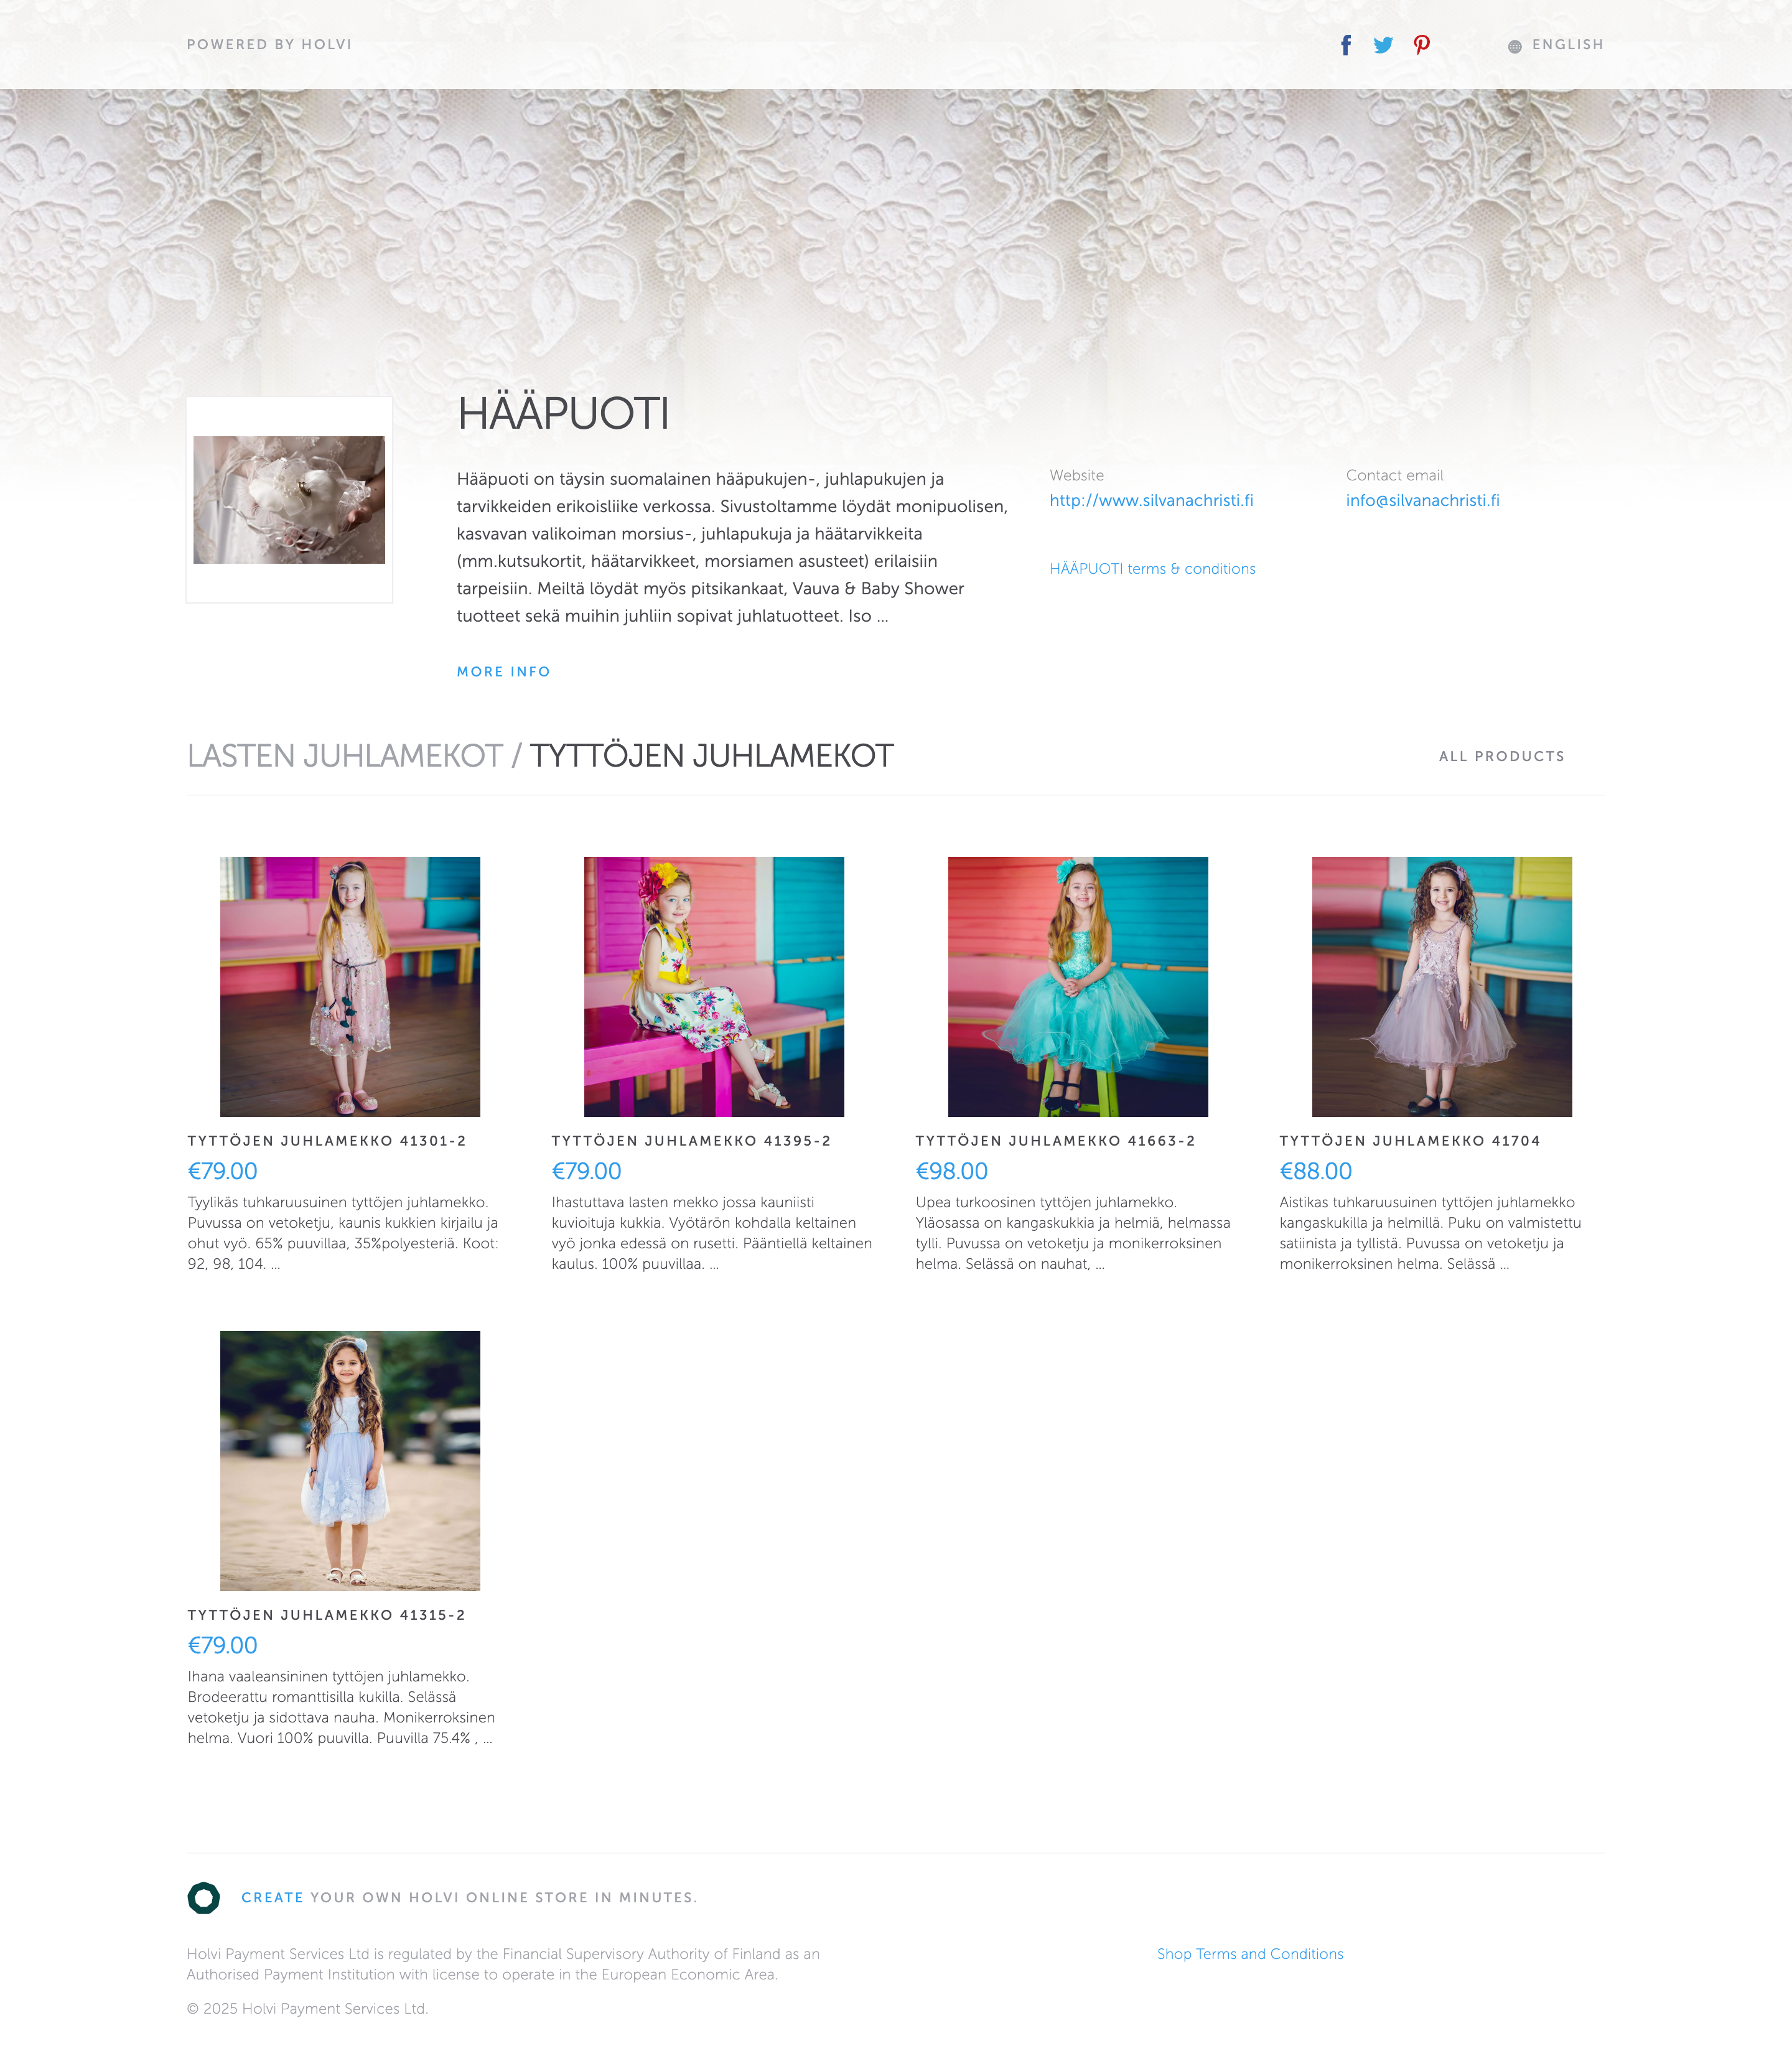 POWERED BY HOLVI
ENGLISH
HÄÄPUOTI
Hääpuoti on täysin suomalainen hääpukujen-, juhlapukujen ja
tarvikkeiden erikoisliike verkossa. Sivustoltamme löydät monipuolisen,
kasvavan valikoiman morsius-, juhlapukuja ja häätarvikkeita
(mm.kutsukortit, häätarvikkeet, morsiamen asusteet) erilaisiin
tarpeisiin. Meiltä löydät myös pitsikankaat, Vauva & Baby Shower
tuotteet sekä muihin juhliin sopivat juhlatuotteet. Iso ...
MORE INFO
Website
http://www.silvanachristi.fi
Contact email
info@silvanachristi.fi
HÄÄPUOTI terms & conditions
LASTEN JUHLAMEKOT / TYTTÖJEN JUHLAMEKOT
ALL PRODUCTS
TYTTÖJEN JUHLAMEKKO 41301-2
€79.00
Tyylikäs tuhkaruusuinen tyttöjen juhlamekko.
Puvussa on vetoketju, kaunis kukkien kirjailu ja
ohut vyö. 65% puuvillaa, 35%polyesteriä. Koot:
92, 98, 104. ...
TYTTÖJEN JUHLAMEKKO 41395-2
€79.00
Ihastuttava lasten mekko jossa kauniisti
kuvioituja kukkia. Vyötärön kohdalla keltainen
vyö jonka edessä on rusetti. Pääntiellä keltainen
kaulus. 100% puuvillaa. ...
TYTTÖJEN JUHLAMEKKO 41663-2
€98.00
Upea turkoosinen tyttöjen juhlamekko.
Yläosassa on kangaskukkia ja helmiä, helmassa
tylli. Puvussa on vetoketju ja monikerroksinen
helma. Selässä on nauhat, ...
TYTTÖJEN JUHLAMEKKO 41704
€88.00
Aistikas tuhkaruusuinen tyttöjen juhlamekko
kangaskukilla ja helmillä. Puku on valmistettu
satiinista ja tyllistä. Puvussa on vetoketju ja
monikerroksinen helma. Selässä ...
TYTTÖJEN JUHLAMEKKO 41315-2
€79.00
Ihana vaaleansininen tyttöjen juhlamekko.
Brodeerattu romanttisilla kukilla. Selässä
vetoketju ja sidottava nauha. Monikerroksinen
helma. Vuori 100% puuvilla. Puuvilla 75.4% , ...
CREATE YOUR OWN HOLVI ONLINE STORE IN MINUTES.
Holvi Payment Services Ltd is regulated by the Financial Supervisory Authority of Finland as an
Authorised Payment Institution with license to operate in the European Economic Area.
Shop Terms and Conditions
© 2025 Holvi Payment Services Ltd.